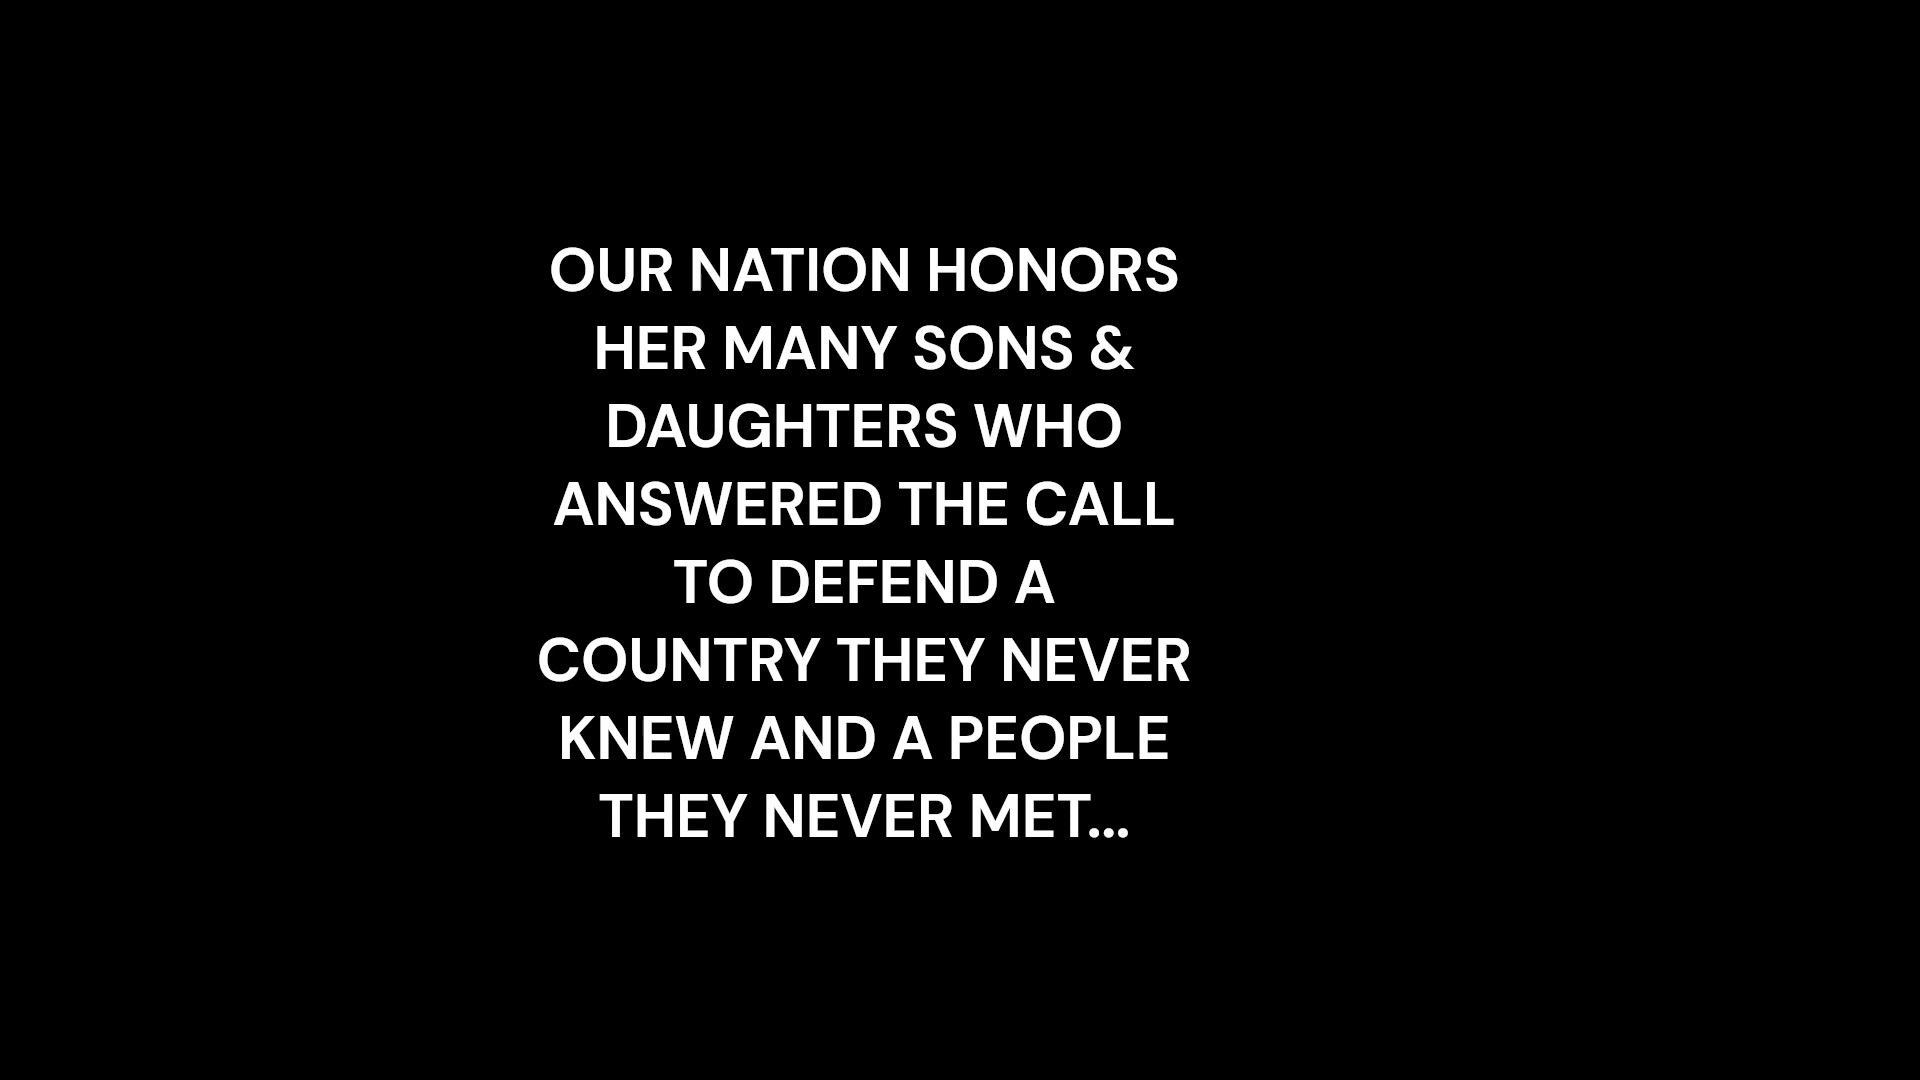 OUR NATION HONORS
HER MANY SONS &
DAUGHTERS WHO
ANSWERED THE CALL
TO DEFEND A
COUNTRY THEY NEVER
KNEW AND A PEOPLE
THEY NEVER MET...